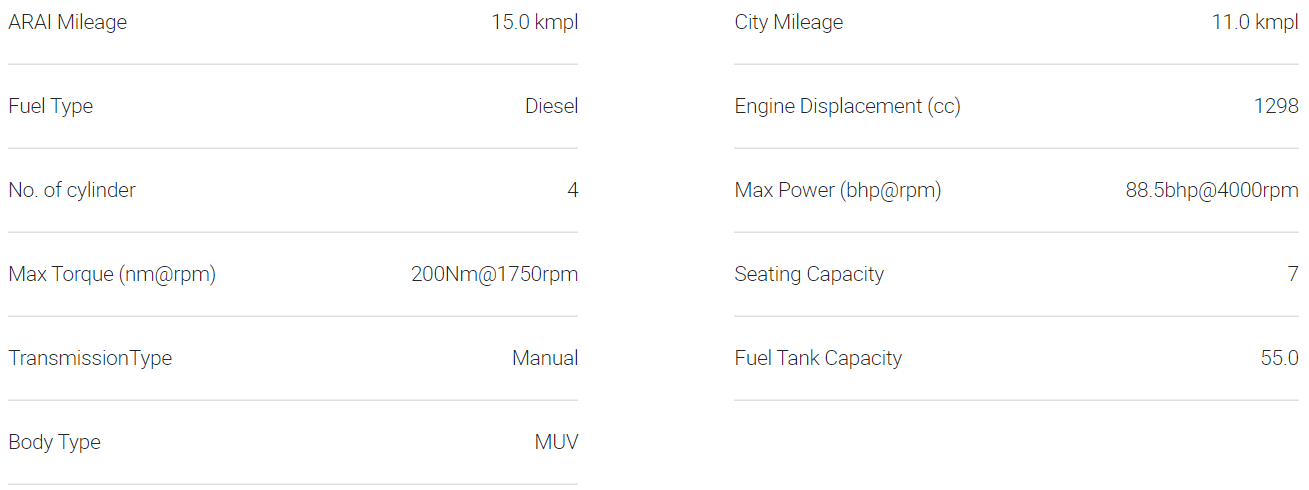 ARAI Mileage 15.0 kmpl City Mileage 11.0 kmpl
Fuel Type Diesel Engine Displacement (cc) 1298
No. of cylinder 4 Max Power (bhp@rpm) 88.5bhp@4000rpm
Max Torque (nm@rpm) 200Nm@1750rpm Seating Capacity 7
TransmissionType Manual Fuel Tank Capacity 55.0
Body Type MUV